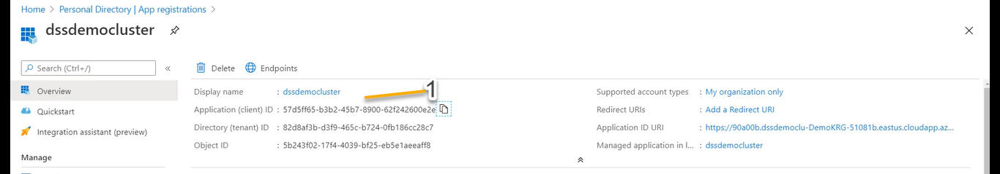 Home > Personal Directory | App registrations >
dssdemocluster
Search (Ctrl+/)
«
Delete
Endpoints
Overview
Quickstart
Integration assistant (preview)
Manage
Display name : dssdemocluster
1
Application (client) ID : 57d5ff65-b3b2-45b7-8900-62f242600e2e
Directory (tenant) ID : 82d8af3b-d3f9-465c-b724-0fb186cc28c7
Object ID : 5b243f02-17f4-4039-bf25-eb5e1aeeaff8
Supported account types : My organization only
Redirect URIs : Add a Redirect URI
Application ID URI : https://90a00b.dssdemoclu-DemoKRG-51081b.eastus.cloudapp.az...
Managed application in l... : dssdemocluster